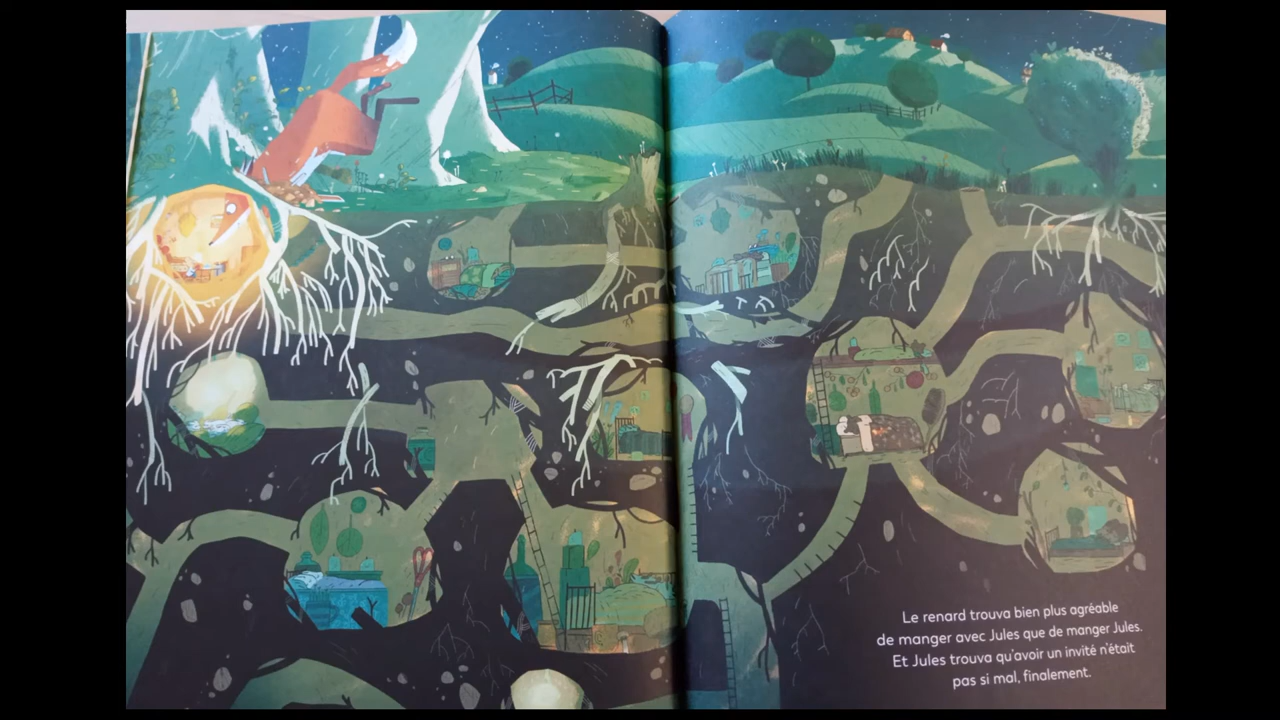 Le renard trouva bien plus agréable
de manger avec Jules que de manger Jules.
Et Jules trouva qu'avoir un invité n'était
pas si mal, finalement.